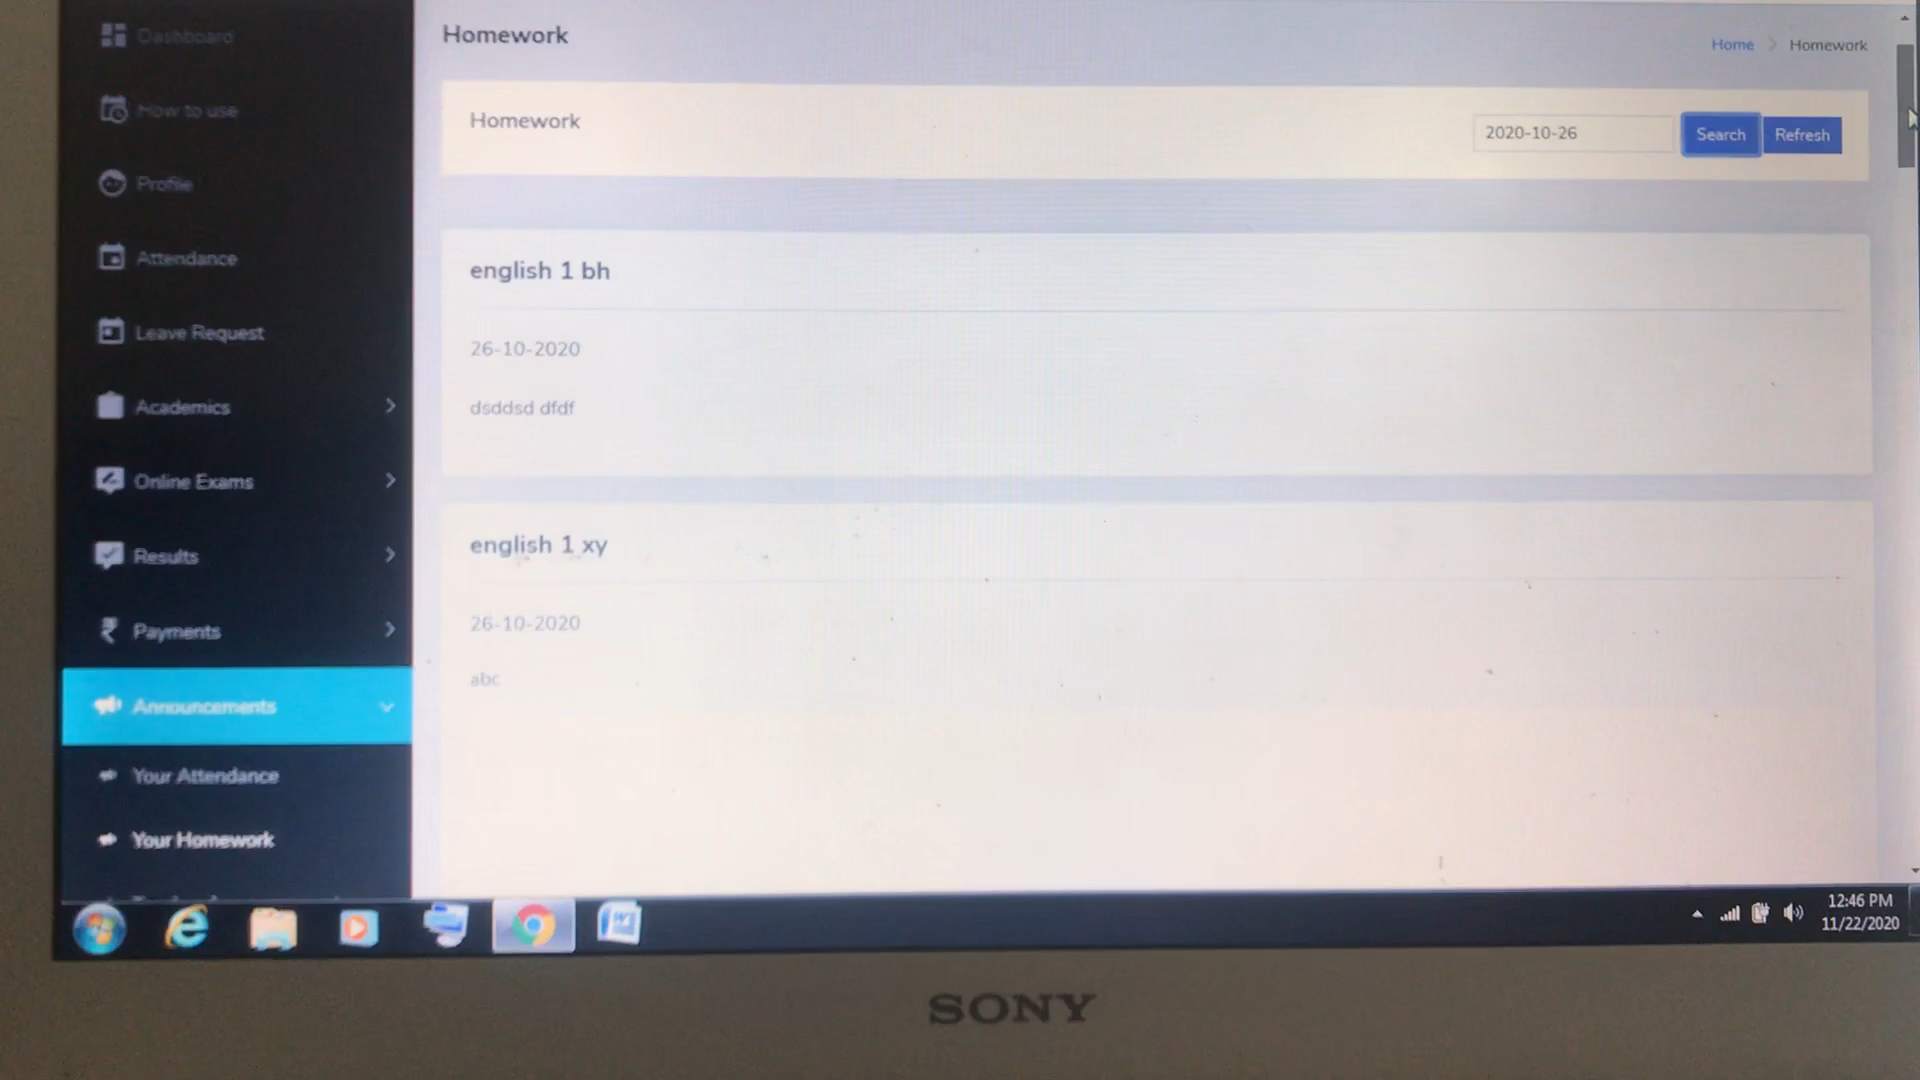 Dashboard
How to use
Profile
Attendance
Leave Request
Academics
Online Exams
Results
Payments
Announcements
Your Attendance
Your Homework
Homework
Home > Homework
Homework
2020-10-26
Search
Refresh
english 1 bh
26-10-2020
dsddsd dfdf
english 1 xy
26-10-2020
abc
12:46 PM
11/22/2020
SONY